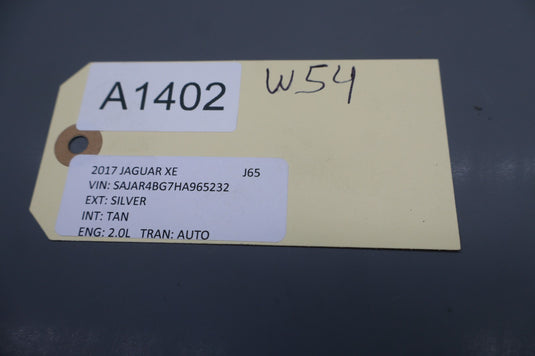 A1402
W54
2017 JAGUAR XE J65
VIN: SAJAR4BG7HA965232
EXT: SILVER
INT: TAN
ENG: 2.0L TRAN: AUTO